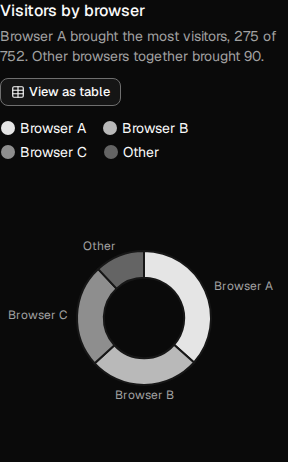 Visitors by browser
Browser A brought the most visitors, 275 of
752. Other browsers together brought 90.
View as table
Browser A Browser B
Browser C Other
Other
Browser A
Browser C
Browser B